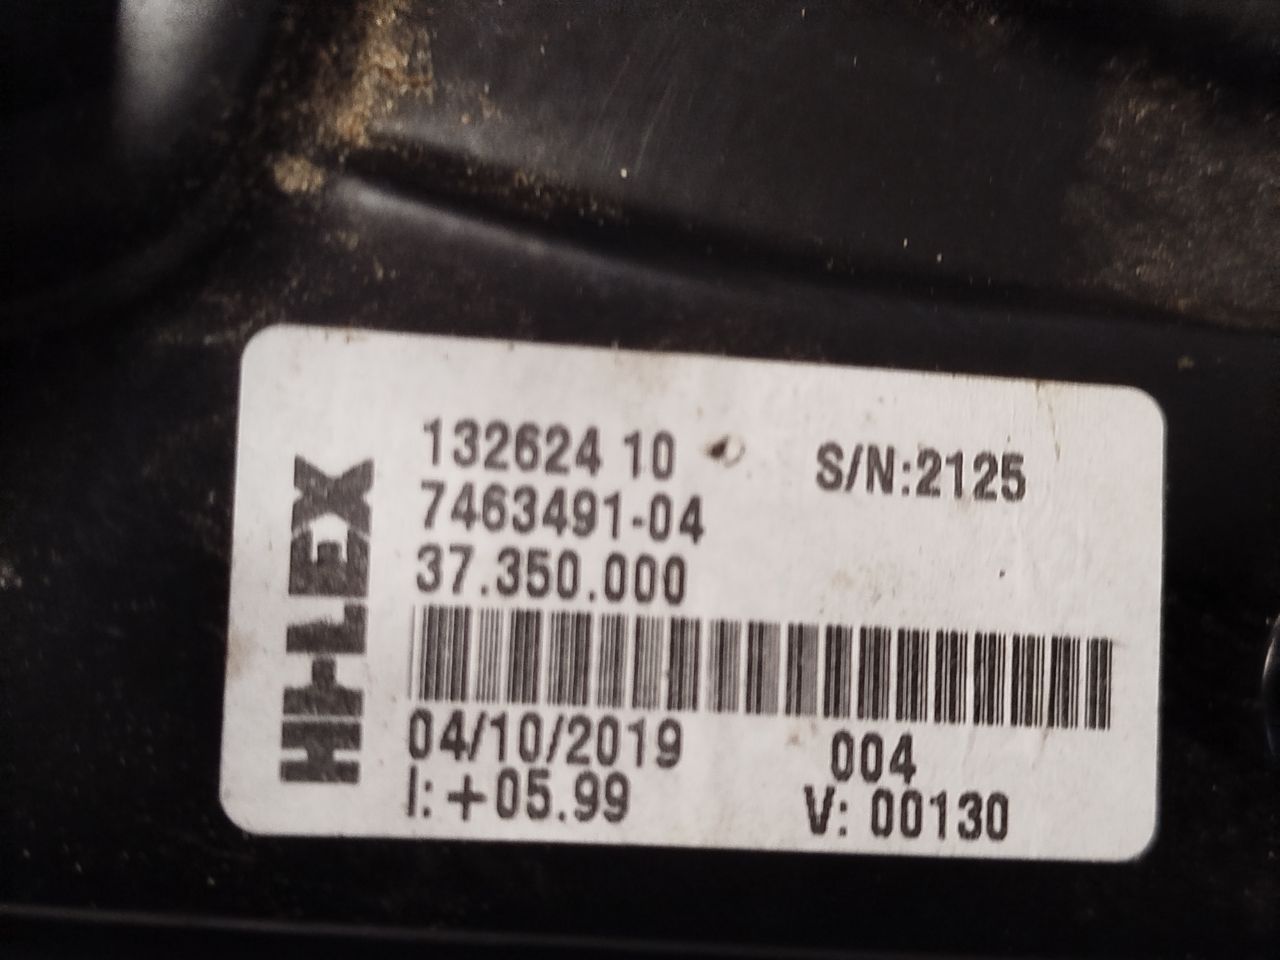 HI-LEX
132624 10
S/N:2125
7463491-04
37.350.000
04/10/2019
004
I: +05.99
V: 00130